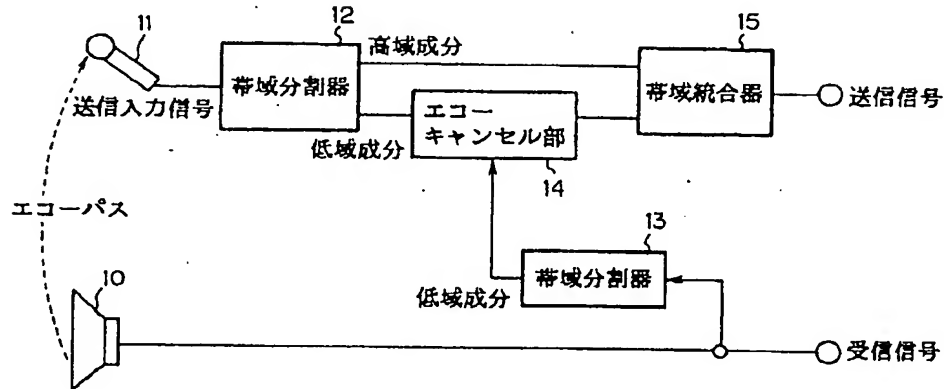 11
12
15
高域成分
送信入力信号
帯域分割器
帯域統合器
送信信号
エコー
キャンセル部
低域成分
14
エコーパス
13
帯域分割器
低域成分
10
受信信号